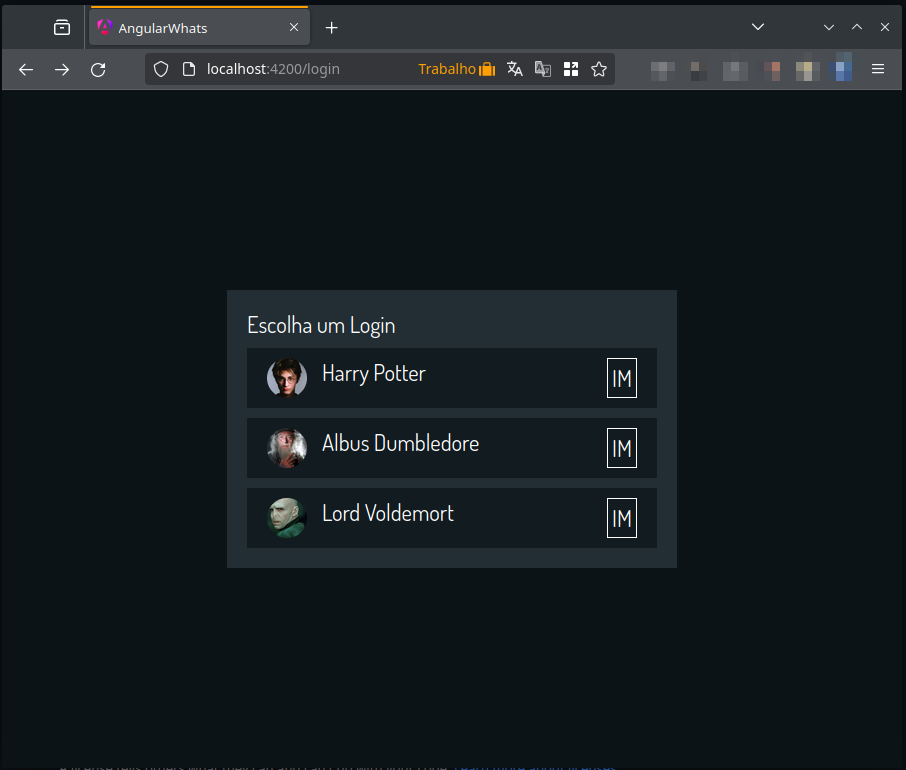 AngularWhats
localhost:4200/login Trabalho
Escolha um Login
Harry Potter IM
Albus Dumbledore IM
Lord Voldemort IM